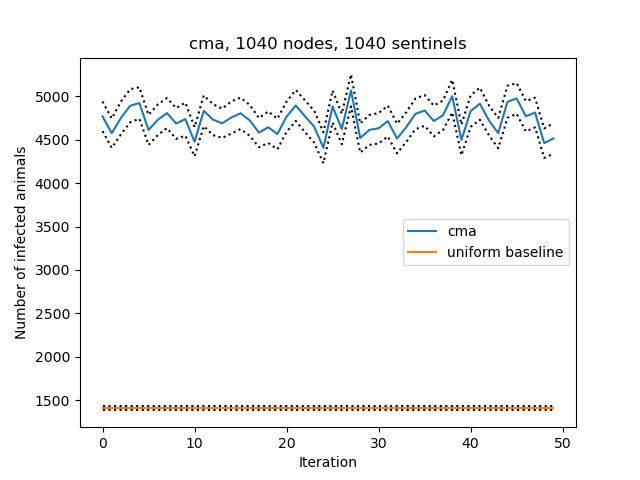 cma, 1040 nodes, 1040 sentinels
Number of infected animals
5000
4500
4000
3500
3000
2500
2000
1500
cma
uniform baseline
0
10
20
30
40
50
Iteration